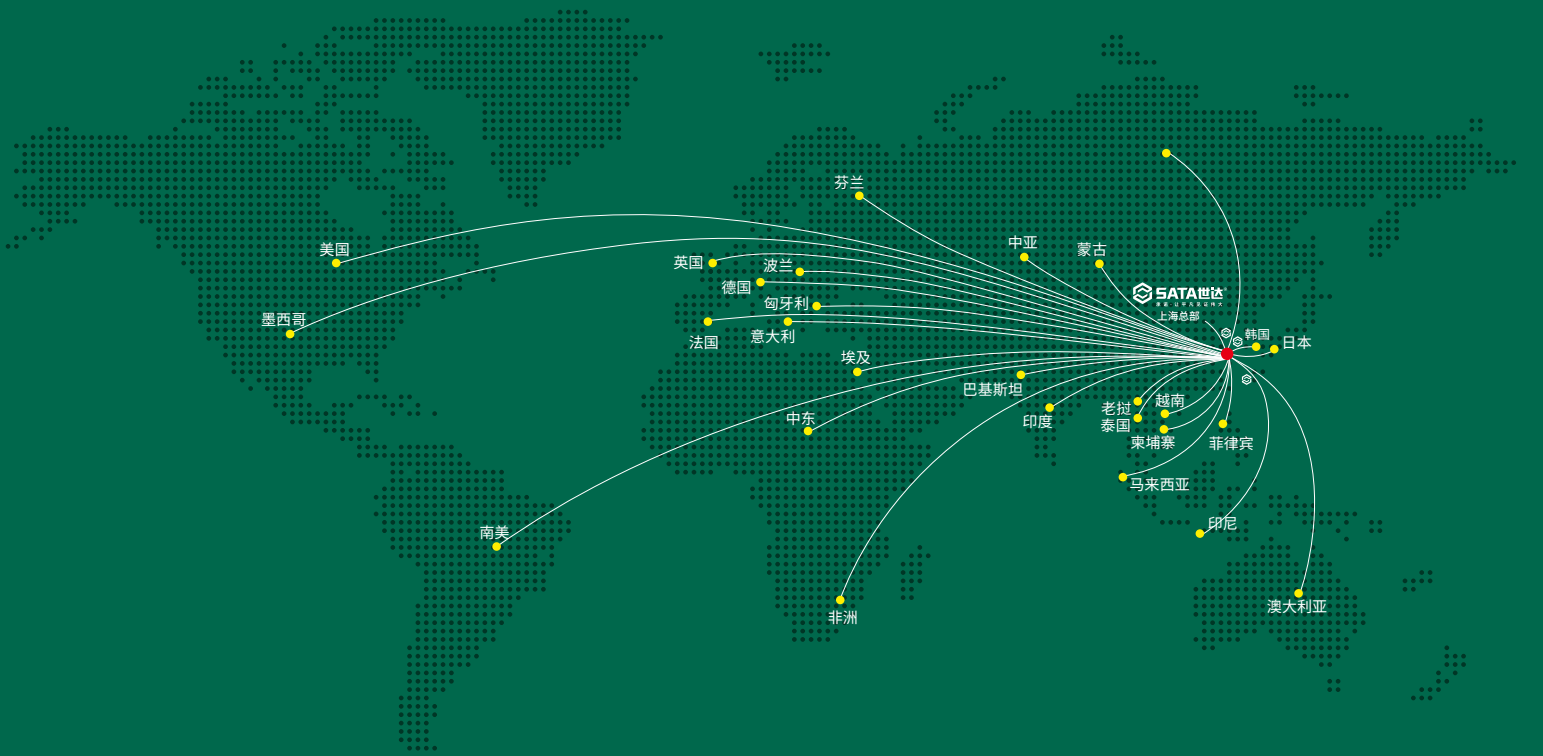 芬兰
美国
中亚
蒙古
英国
波兰
德国
SATA世达
匈牙利
上海总部
墨西哥
法国
意大利
韩国
日本
埃及
巴基斯坦
中东
印度
老挝
越南
泰国
柬埔寨
菲律宾
马来西亚
南美
印尼
非洲
澳大利亚